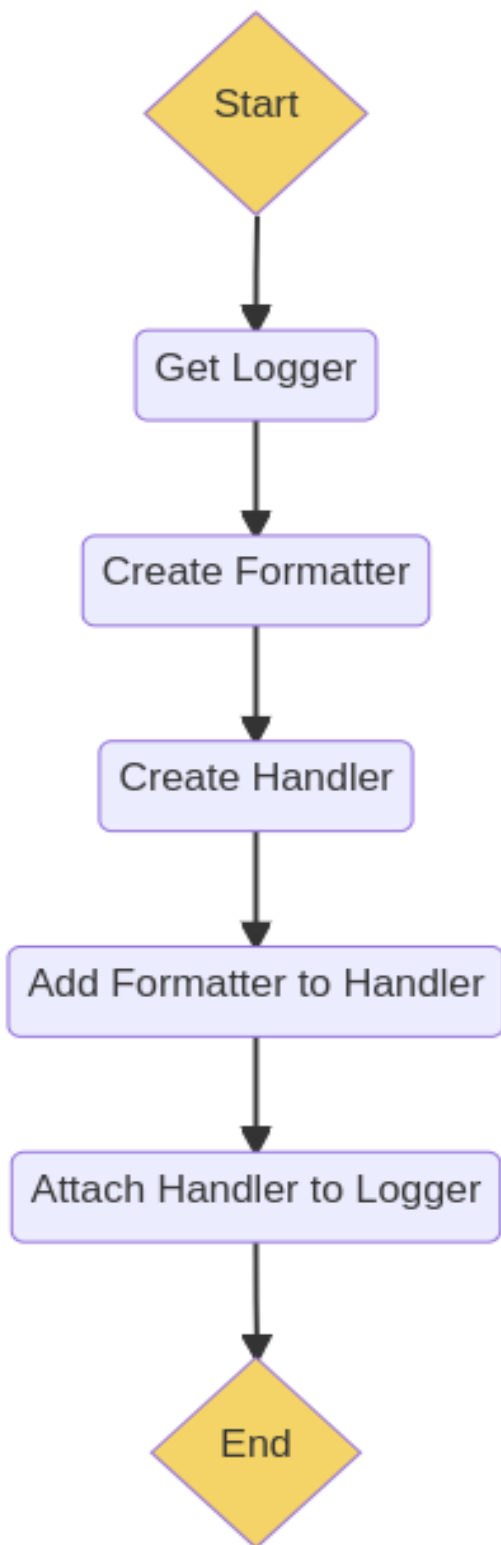 Start
Get Logger
Create Formatter
Create Handler
Add Formatter to Handler
Attach Handler to Logger
End